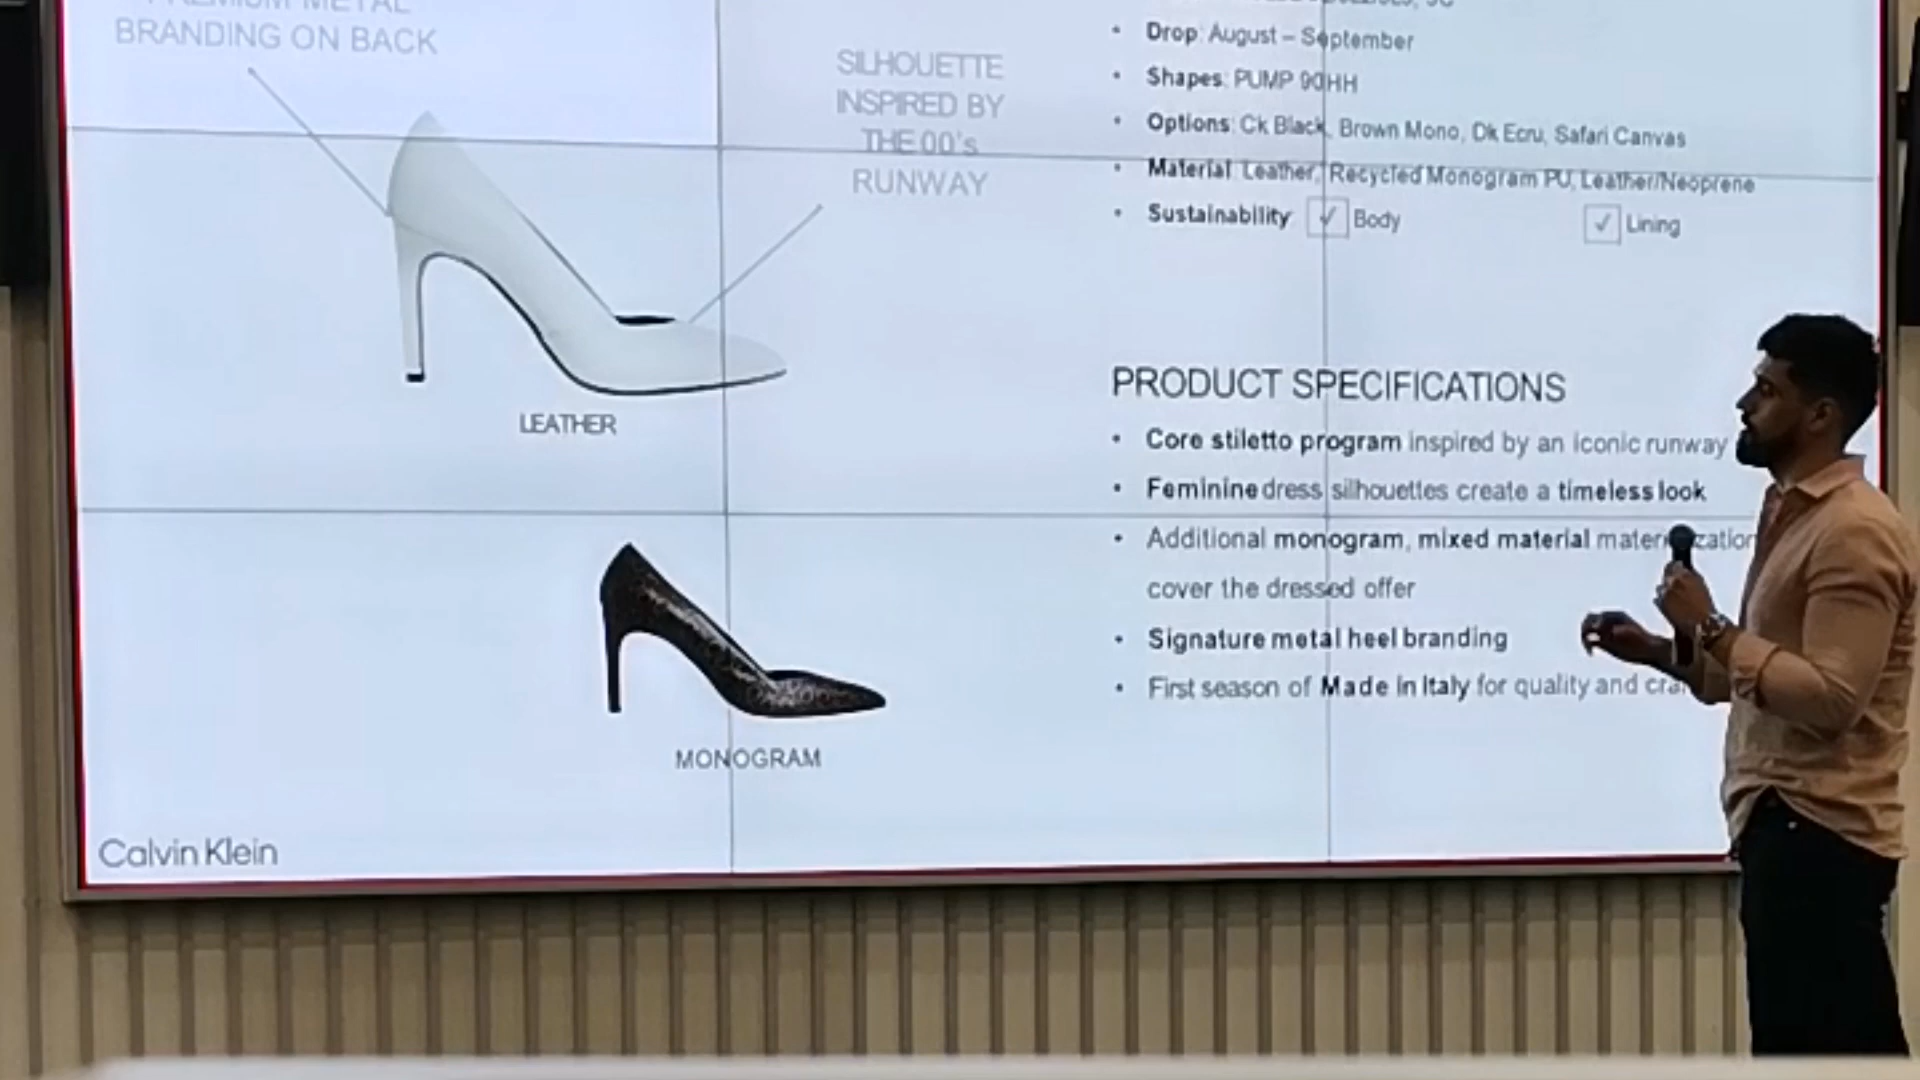 PREMIUM METAL
BRANDING ON BACK
SILHOUETTE
INSPIRED BY
THE 00's
RUNWAY
LEATHER
MONOGRAM
Calvin Klein
• Drop: August – September
• Shapes: PUMP 90HH
• Options: Ck Black, Brown Mono, Dk Ecru, Safari Canvas
• Material: Leather, Recycled Monogram PU, Leather/Neoprene
• Sustainability ✓ Body ✓ Lining
PRODUCT SPECIFICATIONS
• Core stiletto program inspired by an iconic runway
• Feminine dress silhouettes create a timeless look
• Additional monogram, mixed material
cover the dressed offer
• Signature metal heel branding
• First season of Made in Italy for quality and